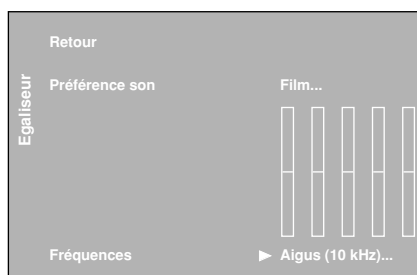 Egaliseur
Retour
Préférence son Film...
Fréquences ► Aigus (10 kHz)...